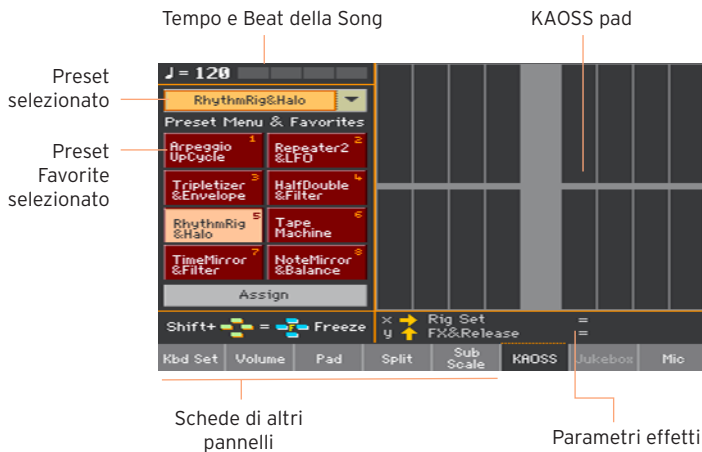 Tempo e Beat della Song
KAOSS pad
Preset
selezionato
Preset
Favorite
selezionato
♩= 120
RhythmRig&Halo
Preset Menu & Favorites
Arpeggio
UpCycle
1
Repeater2
&LFO
2
Tripletizer
&Envelope
3
HalfDouble
&Filter
4
RhythmRig
&Halo
5
Tape
Machine
6
TimeMirror
&Filter
7
NoteMirror
&Balance
8
Assign
Shift+ = F Freeze
x → Rig Set =
y ↑ FX&Release =
Kbd Set
Volume
Pad
Split
Sub
Scale
KAOSS
Jukebox
Mic
Schede di altri
pannelli
Parametri effetti